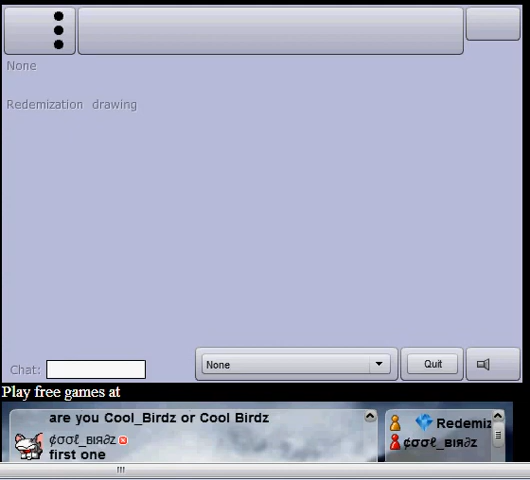 None
Redemization drawing
Chat:
None
Quit
Play free games at
are you Cool_Birdz or Cool Birdz
¢σσℓ_вιя∂z
first one
Redemiz
¢σσℓ_вιя∂z